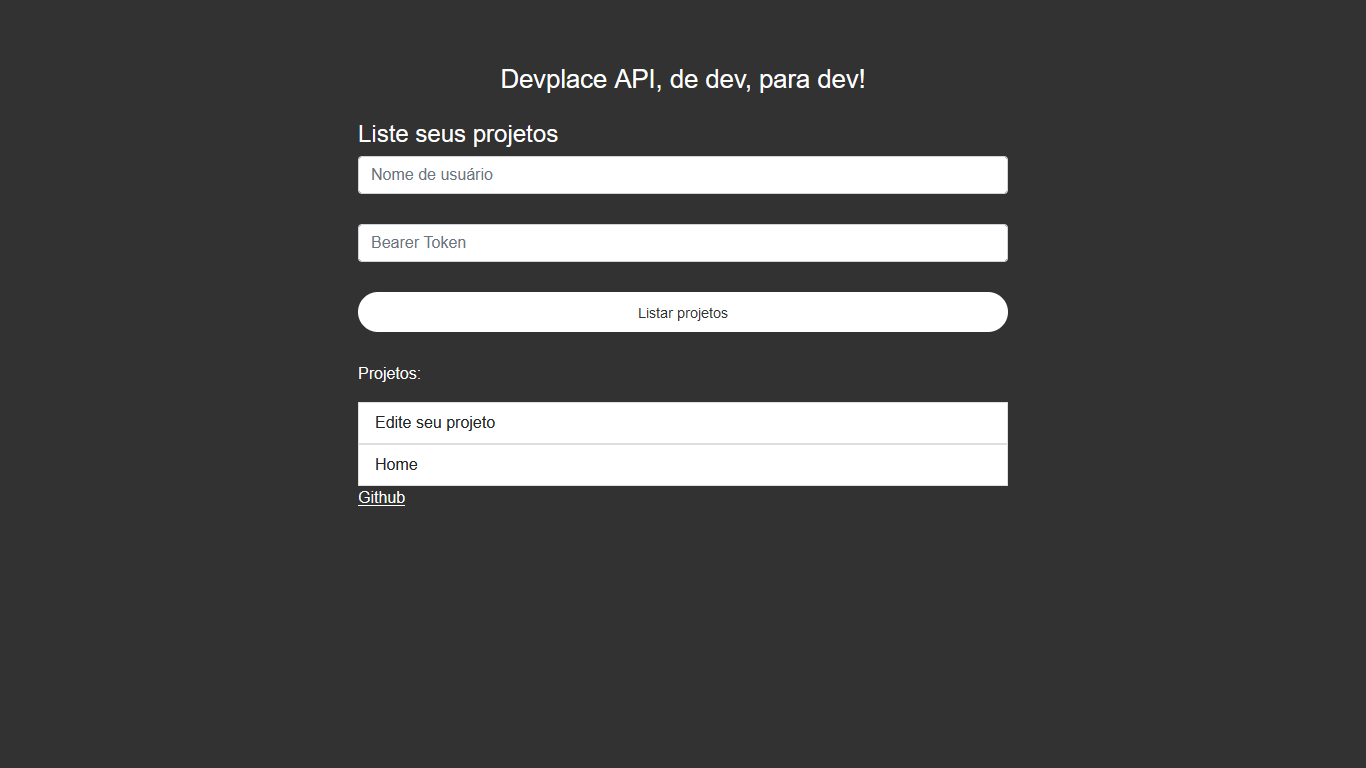 Devplace API, de dev, para dev!
Liste seus projetos
Nome de usuário
Bearer Token
Listar projetos
Projetos:
Edite seu projeto
Home
Github